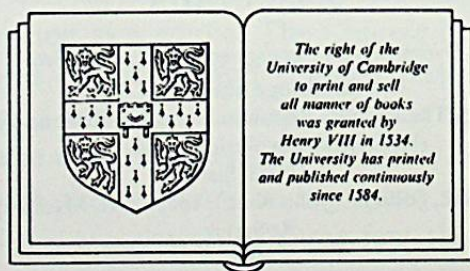 The right of the
University of Cambridge
to print and sell
all manner of books
was granted by
Henry VIII in 1534.
The University has printed
and published continuously
since 1584.